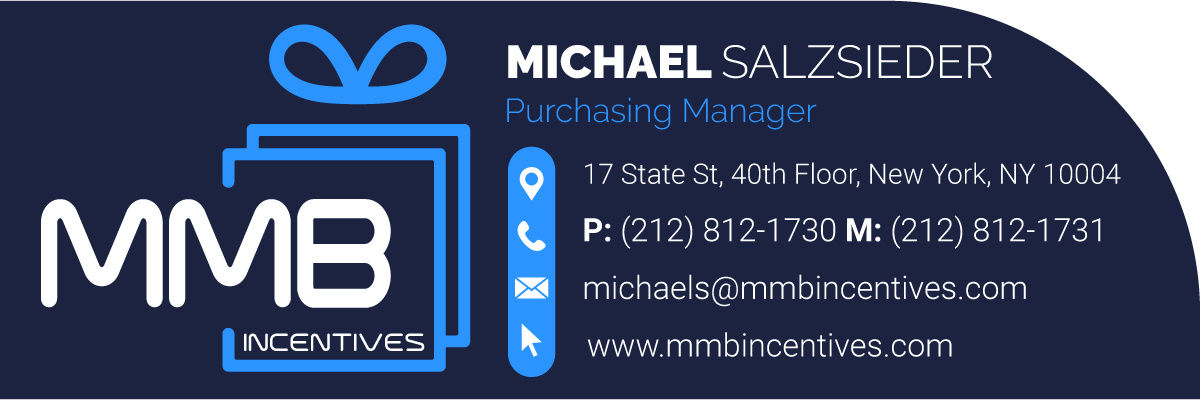 MMB
INCENTIVES
MICHAEL SALZSIEDER
Purchasing Manager
17 State St, 40th Floor, New York, NY 10004
P: (212) 812-1730 M: (212) 812-1731
michaels@mmbincentives.com
www.mmbincentives.com